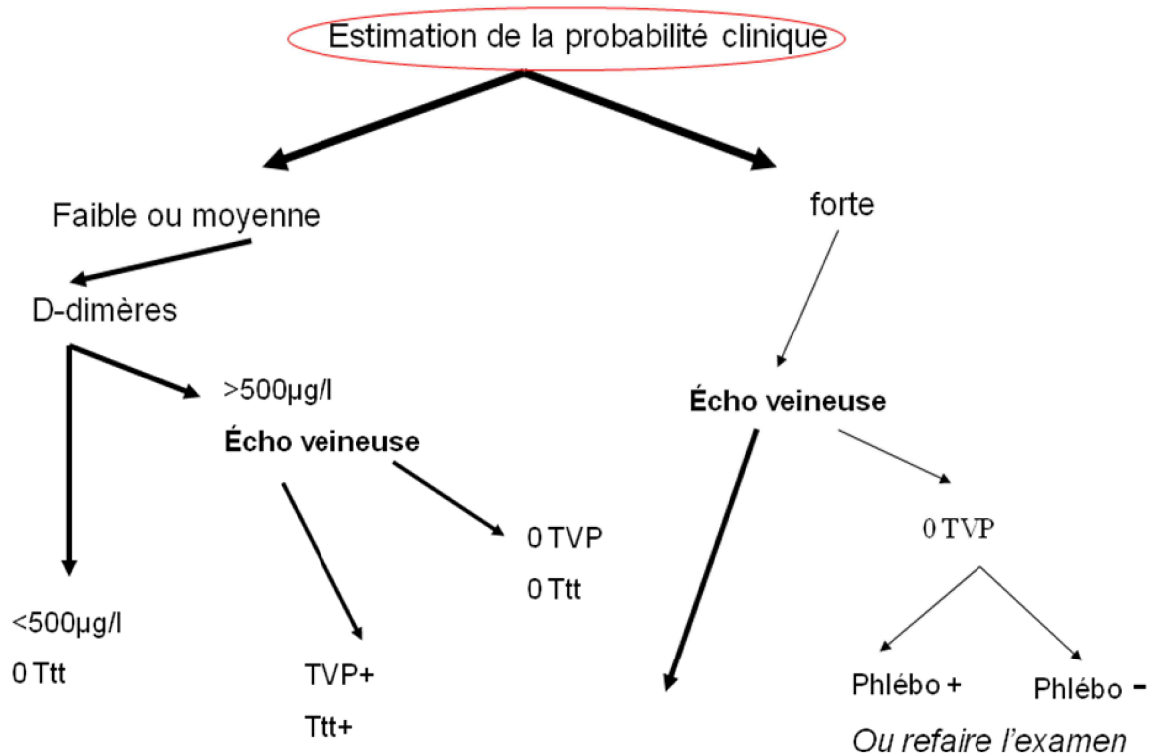 Estimation de la probabilité clinique
Faible ou moyenne
forte
D-dimères
>500µg/l
Écho veineuse
Écho veineuse
0 TVP
0 Ttt
0 TVP
<500µg/l
0 Ttt
TVP+
Ttt+
Phlébo +
Phlébo -
Ou refaire l'examen